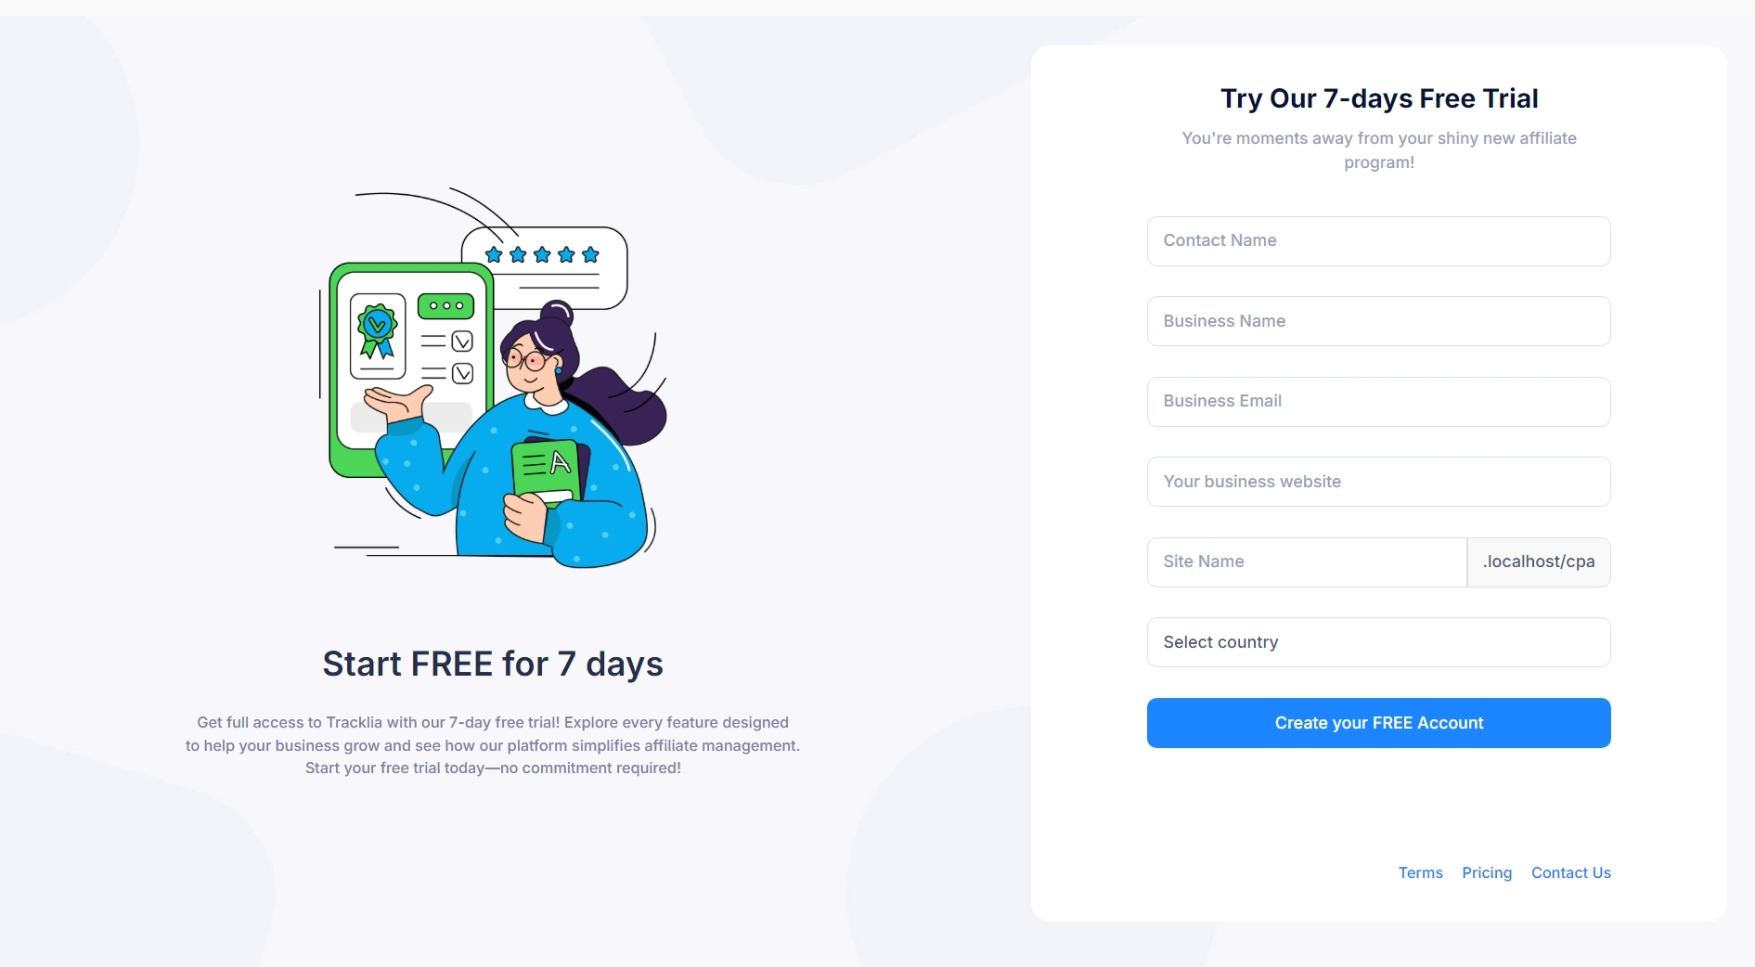 Start FREE for 7 days
Get full access to Tracklia with our 7-day free trial! Explore every feature designed
to help your business grow and see how our platform simplifies affiliate management.
Start your free trial today—no commitment required!
Try Our 7-days Free Trial
You're moments away from your shiny new affiliate
program!
Contact Name
Business Name
Business Email
Your business website
Site Name .localhost/cpa
Select country
Create your FREE Account
Terms Pricing Contact Us
A